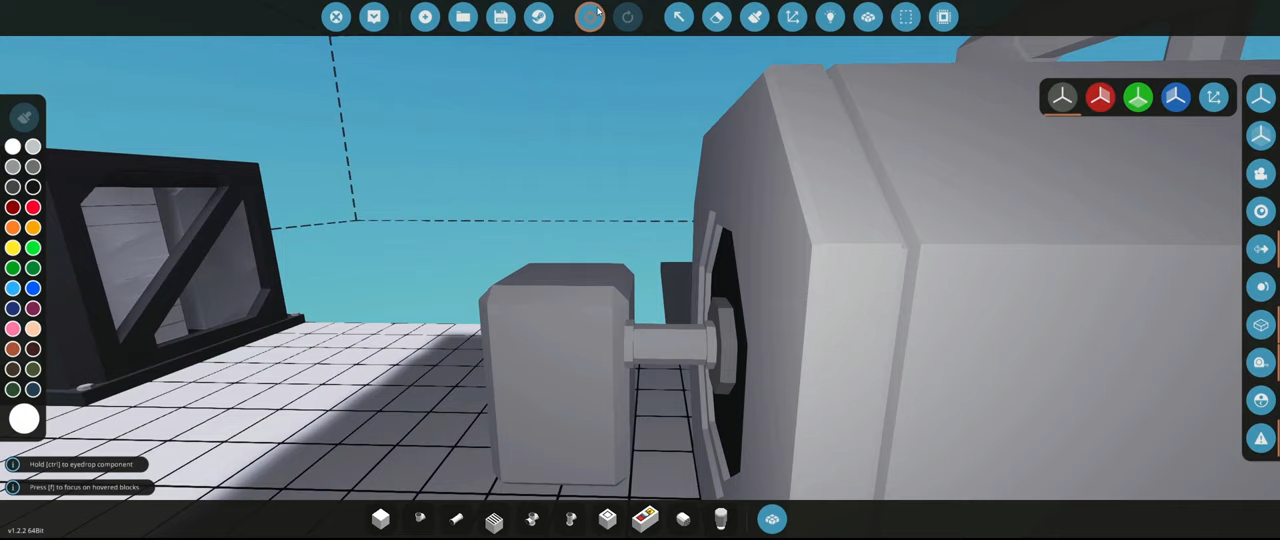 Hold [ctrl] to eyedrop component
Press [f] to focus on hovered blocks
v1.2.2 64Bit